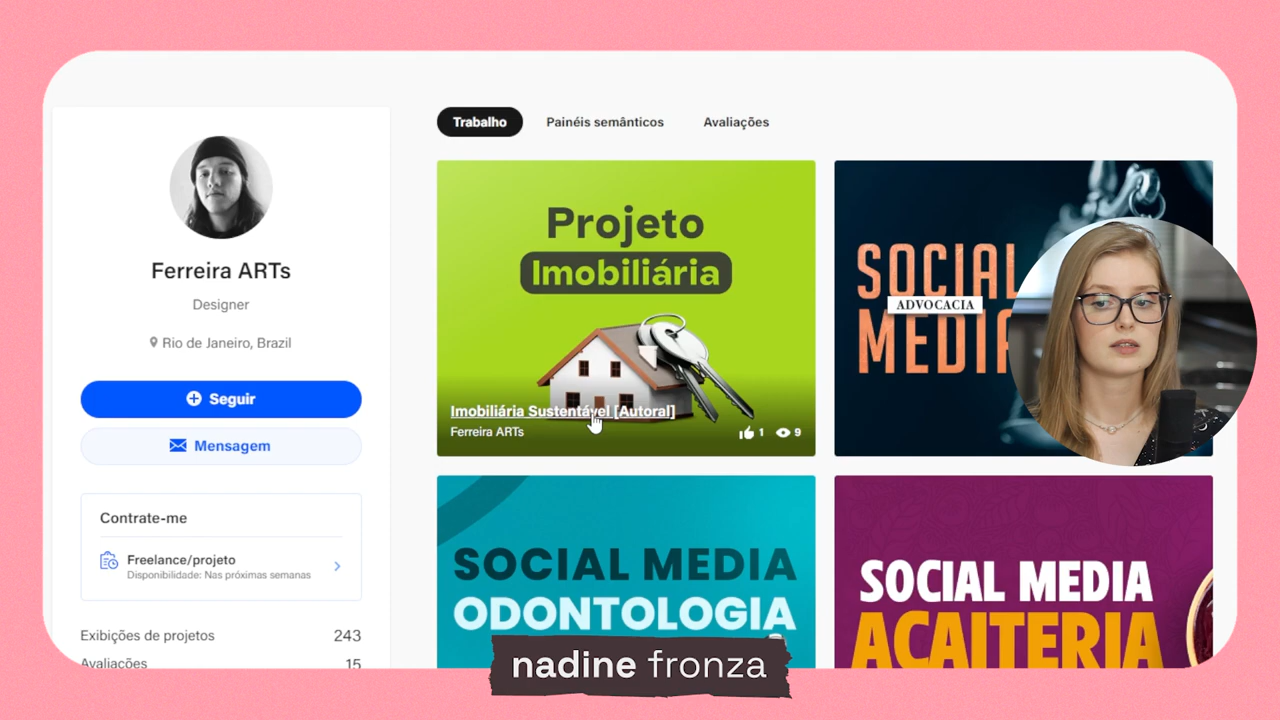 Ferreira ARTs
Designer
Rio de Janeiro, Brazil
Seguir
Mensagem
Contrate-me
Freelance/projeto
Disponibilidade: Nas próximas semanas
Exibições de projetos 243
Avaliações 15
Trabalho Painéis semânticos Avaliações
Projeto
Imobiliária
Imobiliária Sustentável [Autoral]
Ferreira ARTs 1 9
SOCIAL
ADVOCACIA
MEDIA
SOCIAL MEDIA
ODONTOLOGIA
SOCIAL MEDIA
AÇAITERIA
nadine fronza